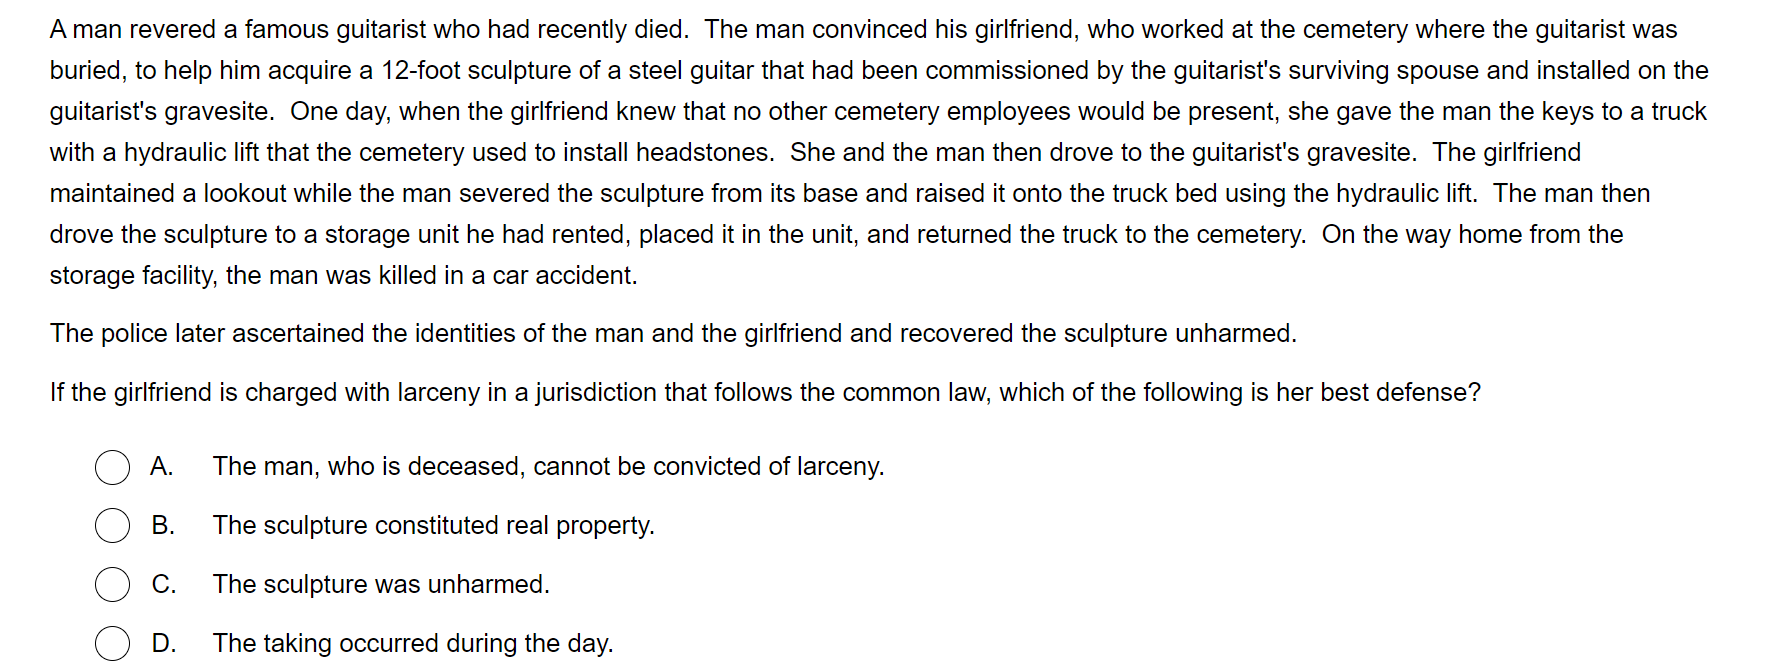 A man revered a famous guitarist who had recently died.  The man convinced his girlfriend, who worked at the cemetery where the guitarist was
buried, to help him acquire a 12-foot sculpture of a steel guitar that had been commissioned by the guitarist's surviving spouse and installed on the
guitarist's gravesite.  One day, when the girlfriend knew that no other cemetery employees would be present, she gave the man the keys to a truck
with a hydraulic lift that the cemetery used to install headstones.  She and the man then drove to the guitarist's gravesite.  The girlfriend
maintained a lookout while the man severed the sculpture from its base and raised it onto the truck bed using the hydraulic lift.  The man then
drove the sculpture to a storage unit he had rented, placed it in the unit, and returned the truck to the cemetery.  On the way home from the
storage facility, the man was killed in a car accident.
The police later ascertained the identities of the man and the girlfriend and recovered the sculpture unharmed.
If the girlfriend is charged with larceny in a jurisdiction that follows the common law, which of the following is her best defense?
A. The man, who is deceased, cannot be convicted of larceny.
B. The sculpture constituted real property.
C. The sculpture was unharmed.
D. The taking occurred during the day.